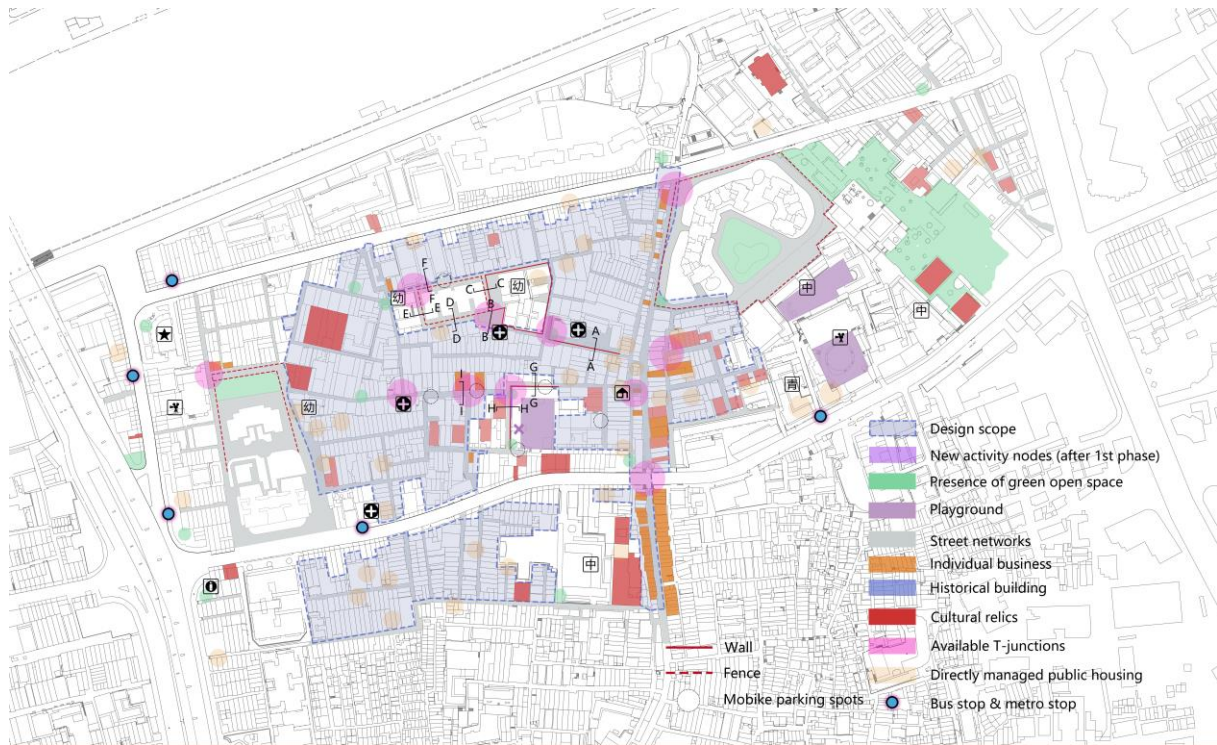 F
F
C
C
幼
幼
E
E
D
B
D
B
A
A
中
中
I
G
I
G
H
H
幼
青
中
Design scope
New activity nodes (after 1st phase)
Presence of green open space
Playground
Street networks
Individual business
Historical building
Cultural relics
Available T-junctions
Directly managed public housing
Bus stop & metro stop
Wall
Fence
Mobike parking spots